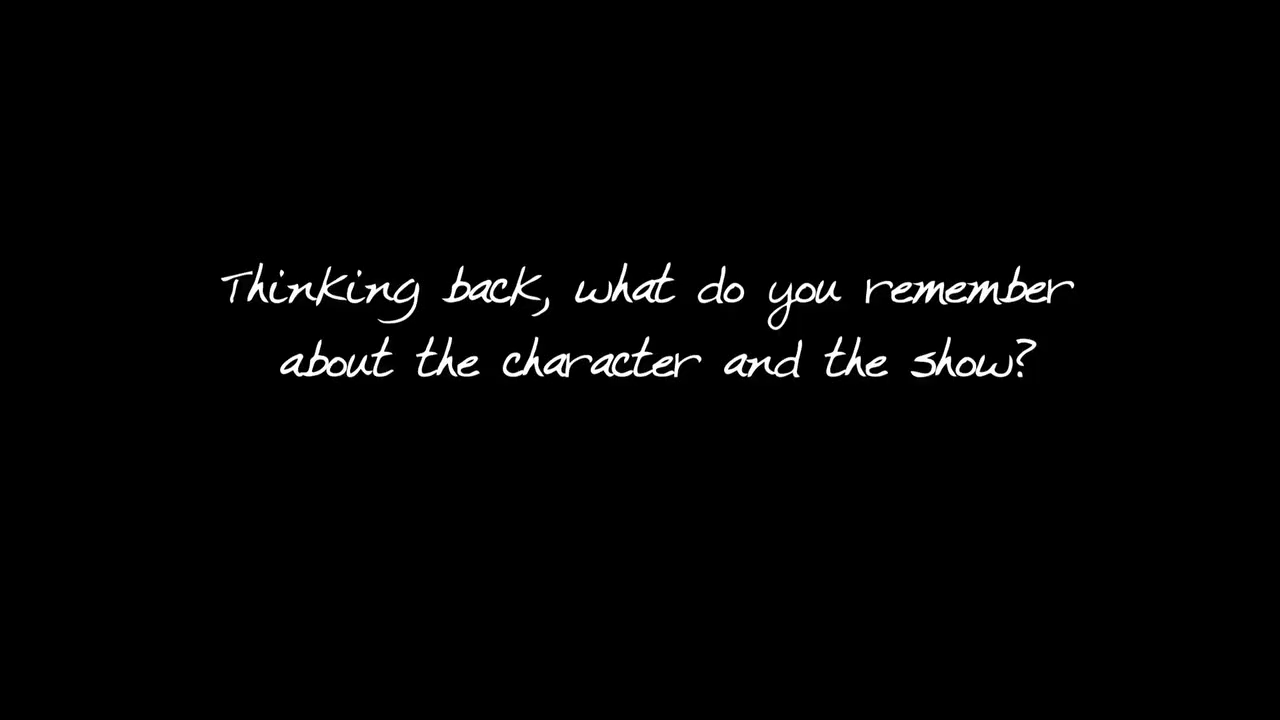 Thinking back, what do you remember
about the character and the show?